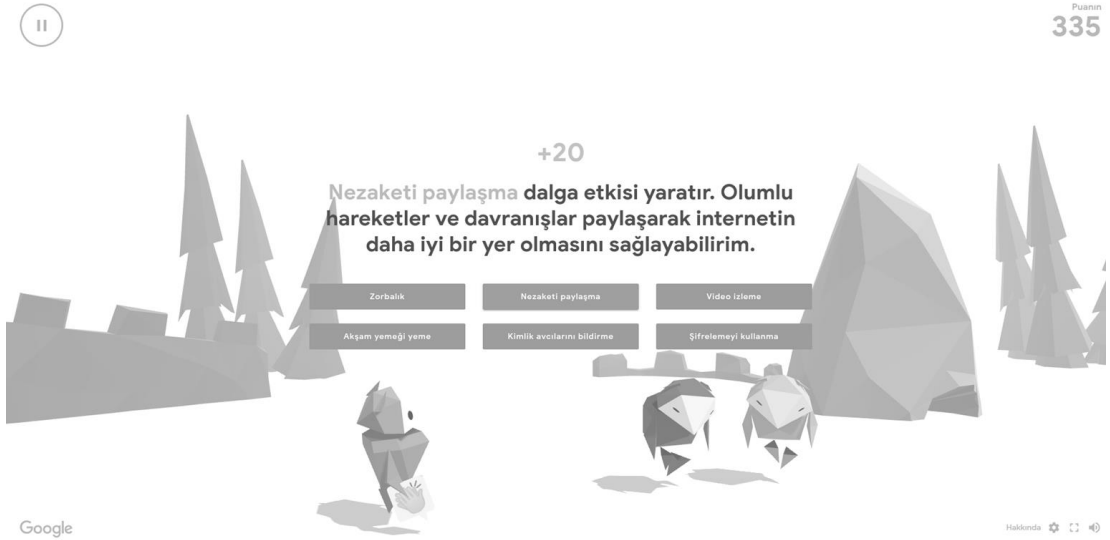 Puanın
335
+20
Nezaketi paylaşma dalga etkisi yaratır. Olumlu
hareketler ve davranışlar paylaşarak internetin
daha iyi bir yer olmasını sağlayabilirim.
Zorbalık
Nezaketi paylaşma
Video izleme
Akşam yemeği yeme
Kimlik avcılarını bildirme
Şifrelemeyi kullanma
Google
Hakkında